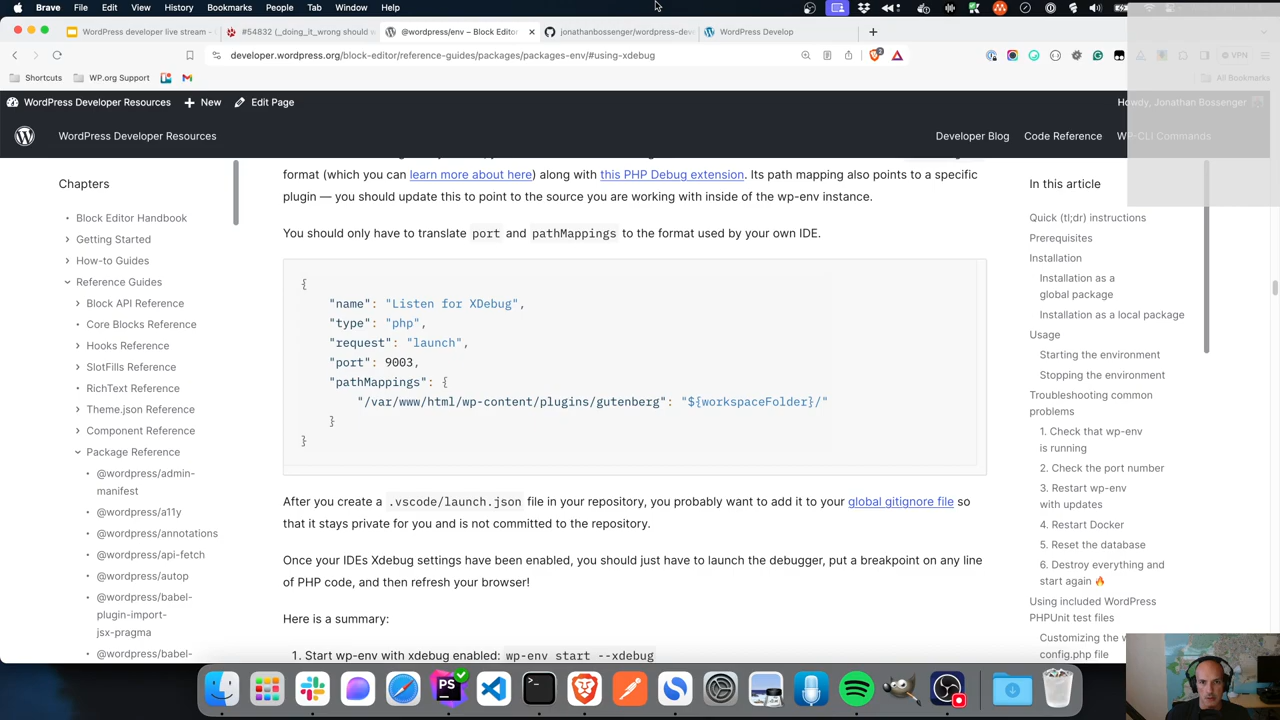 Brave File Edit View History Bookmarks People Tab Window Help
WordPress developer live stream -
#54832 (_doing_it_wrong should w
@wordpress/env – Block Editor
jonathanbossenger/wordpress-dev
WordPress Develop
developer.wordpress.org/block-editor/reference-guides/packages/packages-env/#using-xdebug
VPN
Shortcuts WP.org Support
All Bookmarks
WordPress Developer Resources New Edit Page
Howdy, Jonathan Bossenger
WordPress Developer Resources
Developer Blog Code Reference WP-CLI Commands
Chapters
Block Editor Handbook
Getting Started
How-to Guides
Reference Guides
Block API Reference
Core Blocks Reference
Hooks Reference
SlotFills Reference
RichText Reference
Theme.json Reference
Component Reference
Package Reference
@wordpress/admin-
manifest
@wordpress/a11y
@wordpress/annotations
@wordpress/api-fetch
@wordpress/autop
@wordpress/babel-
plugin-import-
jsx-pragma
@wordpress/babel-
format (which you can learn more about here) along with this PHP Debug extension. Its path mapping also points to a specific
plugin — you should update this to point to the source you are working with inside of the wp-env instance.
You should only have to translate port and pathMappings to the format used by your own IDE.
{
"name": "Listen for XDebug",
"type": "php",
"request": "launch",
"port": 9003,
"pathMappings": {
"/var/www/html/wp-content/plugins/gutenberg": "${workspaceFolder}/"
}
}
After you create a .vscode/launch.json file in your repository, you probably want to add it to your global gitignore file so
that it stays private for you and is not committed to the repository.
Once your IDEs Xdebug settings have been enabled, you should just have to launch the debugger, put a breakpoint on any line
of PHP code, and then refresh your browser!
Here is a summary:
1. Start wp-env with xdebug enabled: wp-env start --xdebug
In this article
Quick (tl;dr) instructions
Prerequisites
Installation
Installation as a
global package
Installation as a local package
Usage
Starting the environment
Stopping the environment
Troubleshooting common
problems
1. Check that wp-env
is running
2. Check the port number
3. Restart wp-env
with updates
4. Restart Docker
5. Reset the database
6. Destroy everything and
start again 🔥
Using included WordPress
PHPUnit test files
Customizing the
config.php file